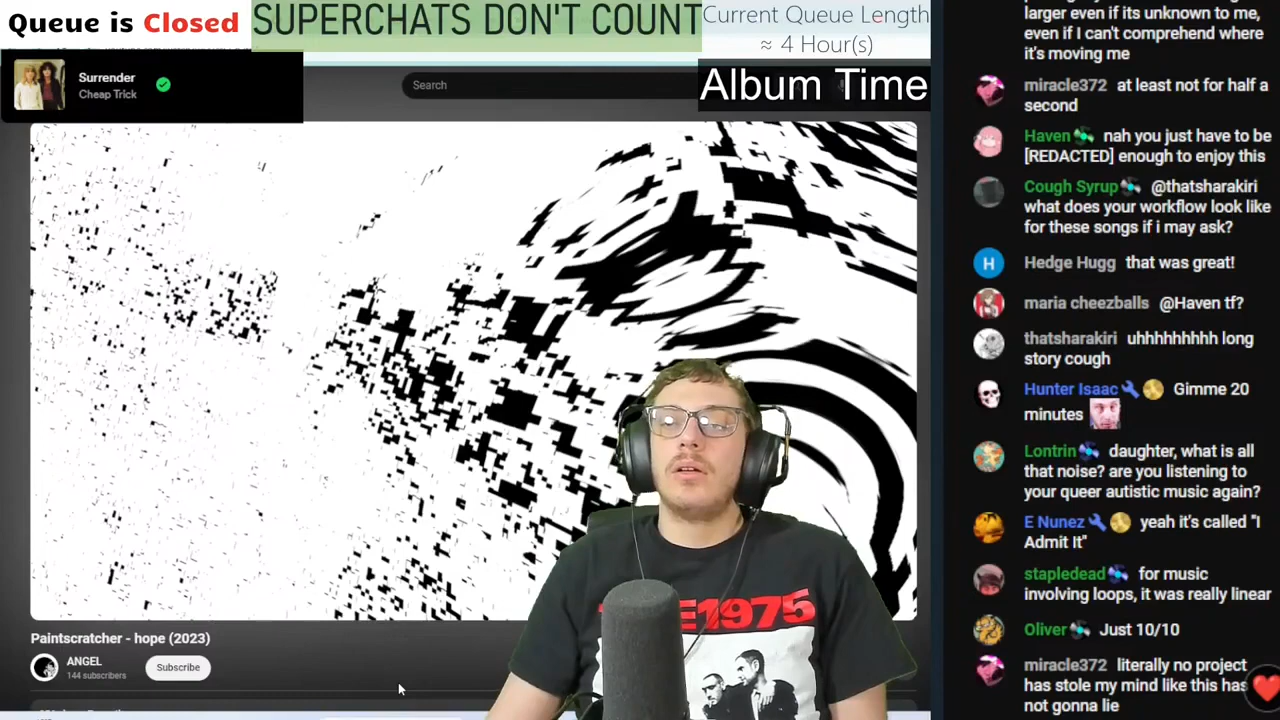 Queue is Closed
SUPERCHATS DON'T COUNT
Current Queue Length
≈ 4 Hour(s)
Album Time
Surrender
Cheap Trick
Search
Paintscratcher - hope (2023)
ANGEL
144 subscribers
Subscribe
E1975
larger even if its unknown to me,
even if I can't comprehend where
it's moving me
miracle372 at least not for half a
second
Haven nah you just have to be
[REDACTED] enough to enjoy this
Cough Syrup @thatsharakiri
what does your workflow look like
for these songs if i may ask?
H
Hedge Hugg that was great!
maria cheezballs @Haven tf?
thatsharakiri uhhhhhhhhh long
story cough
Hunter Isaac Gimme 20
minutes
Lontrin daughter, what is all
that noise? are you listening to
your queer autistic music again?
E Nunez yeah it's called "I
Admit It"
stapledead for music
involving loops, it was really linear
Oliver Just 10/10
miracle372 literally no project
has stole my mind like this has
not gonna lie